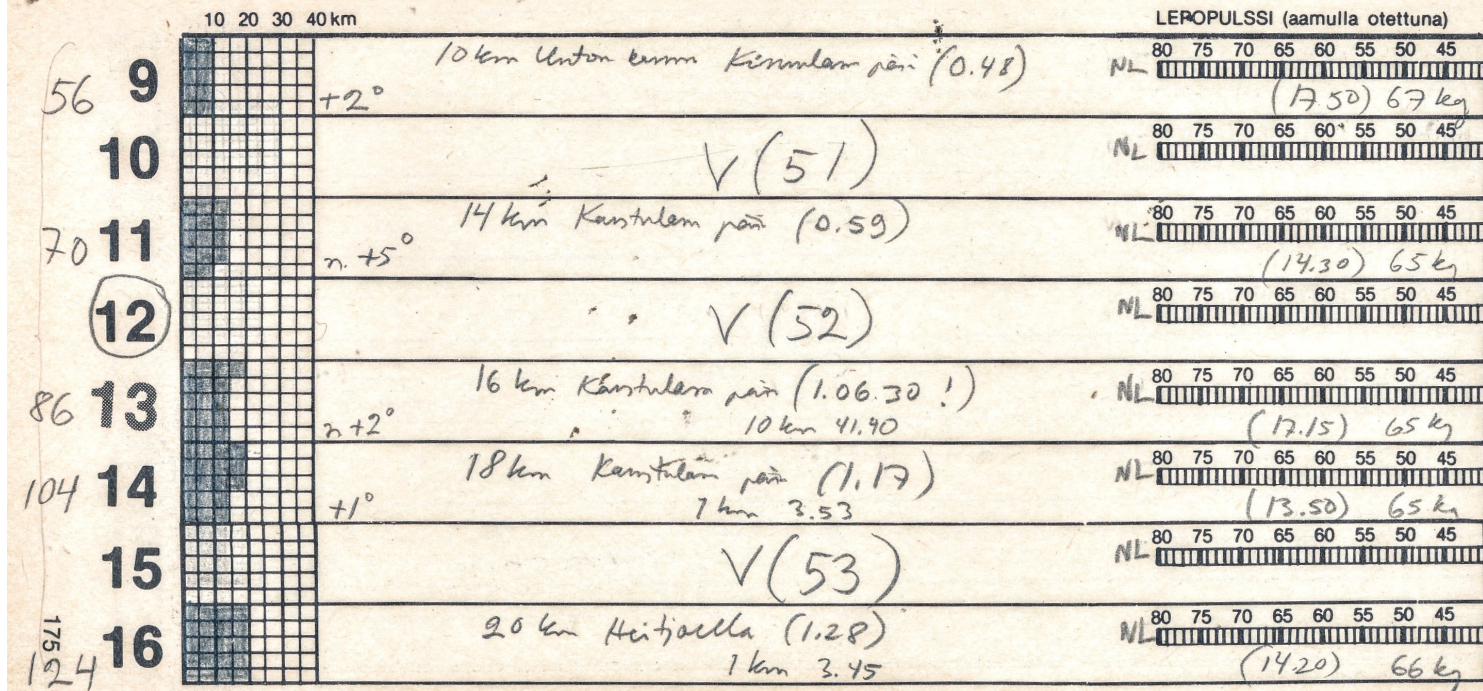 10 20 30 40 km LEPOPULSSI (aamulla otettuna)
56 9 10 km Unton kanssa päin (0.48) NL 80 75 70 65 60 55 50 45
+2° (17.50) 67 kg
10 V (51) NL 80 75 70 65 60 55 50 45
70 11 14 km Karstulaan päin (0.59) NL 80 75 70 65 60 55 50 45
n. +5° (14.30) 65 kg
12 V (52) NL 80 75 70 65 60 55 50 45
86 13 16 km Karstulaan päin (1.06.30 !) NL 80 75 70 65 60 55 50 45
n +2° 10 km 41.40 (17.15) 65 kg
104 14 18 km Karstulaan päin (1.17) NL 80 75 70 65 60 55 50 45
+1° 1 km 3.53 (13.50) 65 kg
15 V (53) NL 80 75 70 65 60 55 50 45
175
124 16 20 km (1.28) NL 80 75 70 65 60 55 50 45
1 km 3.45 (14.20) 66 kg